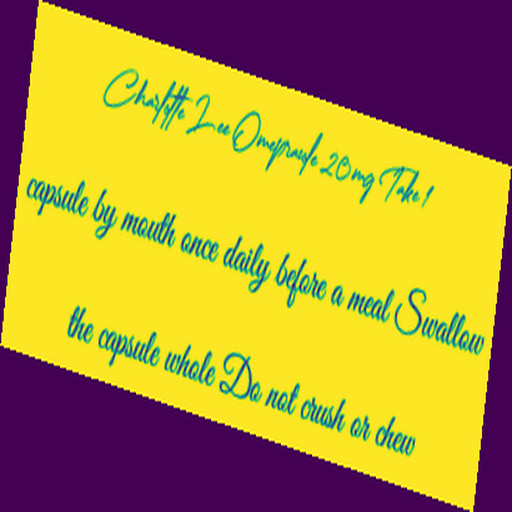 Charlotte Lee Omeprazole 20mg Take 1
capsule by mouth once daily before a meal Swallow
the capsule whole Do not crush or chew